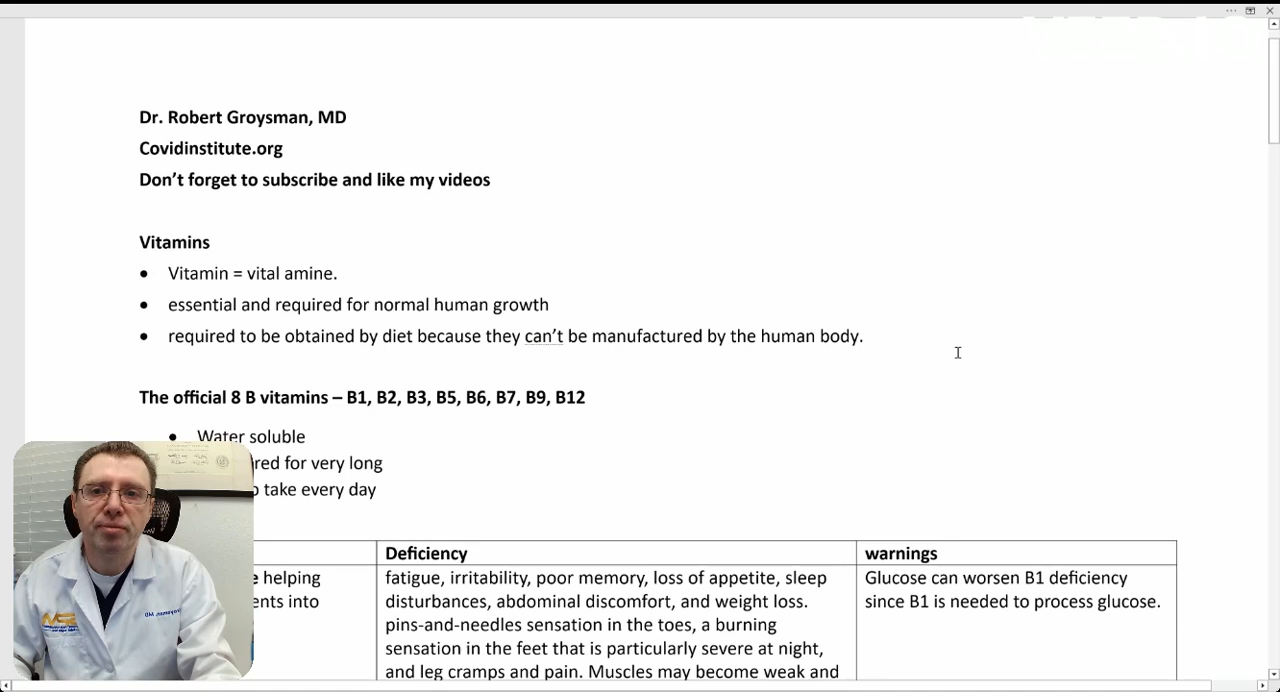 Dr. Robert Groysman, MD
Covidinstitute.org
Don’t forget to subscribe and like my videos
Vitamins
• Vitamin = vital amine.
• essential and required for normal human growth
• required to be obtained by diet because they can’t be manufactured by the human body.
The official 8 B vitamins – B1, B2, B3, B5, B6, B7, B9, B12
• Water soluble
for very long
take every day
Deficiency
warnings
helping
into
fatigue, irritability, poor memory, loss of appetite, sleep
disturbances, abdominal discomfort, and weight loss.
pins-and-needles sensation in the toes, a burning
sensation in the feet that is particularly severe at night,
and leg cramps and pain. Muscles may become weak and
Glucose can worsen B1 deficiency
since B1 is needed to process glucose.